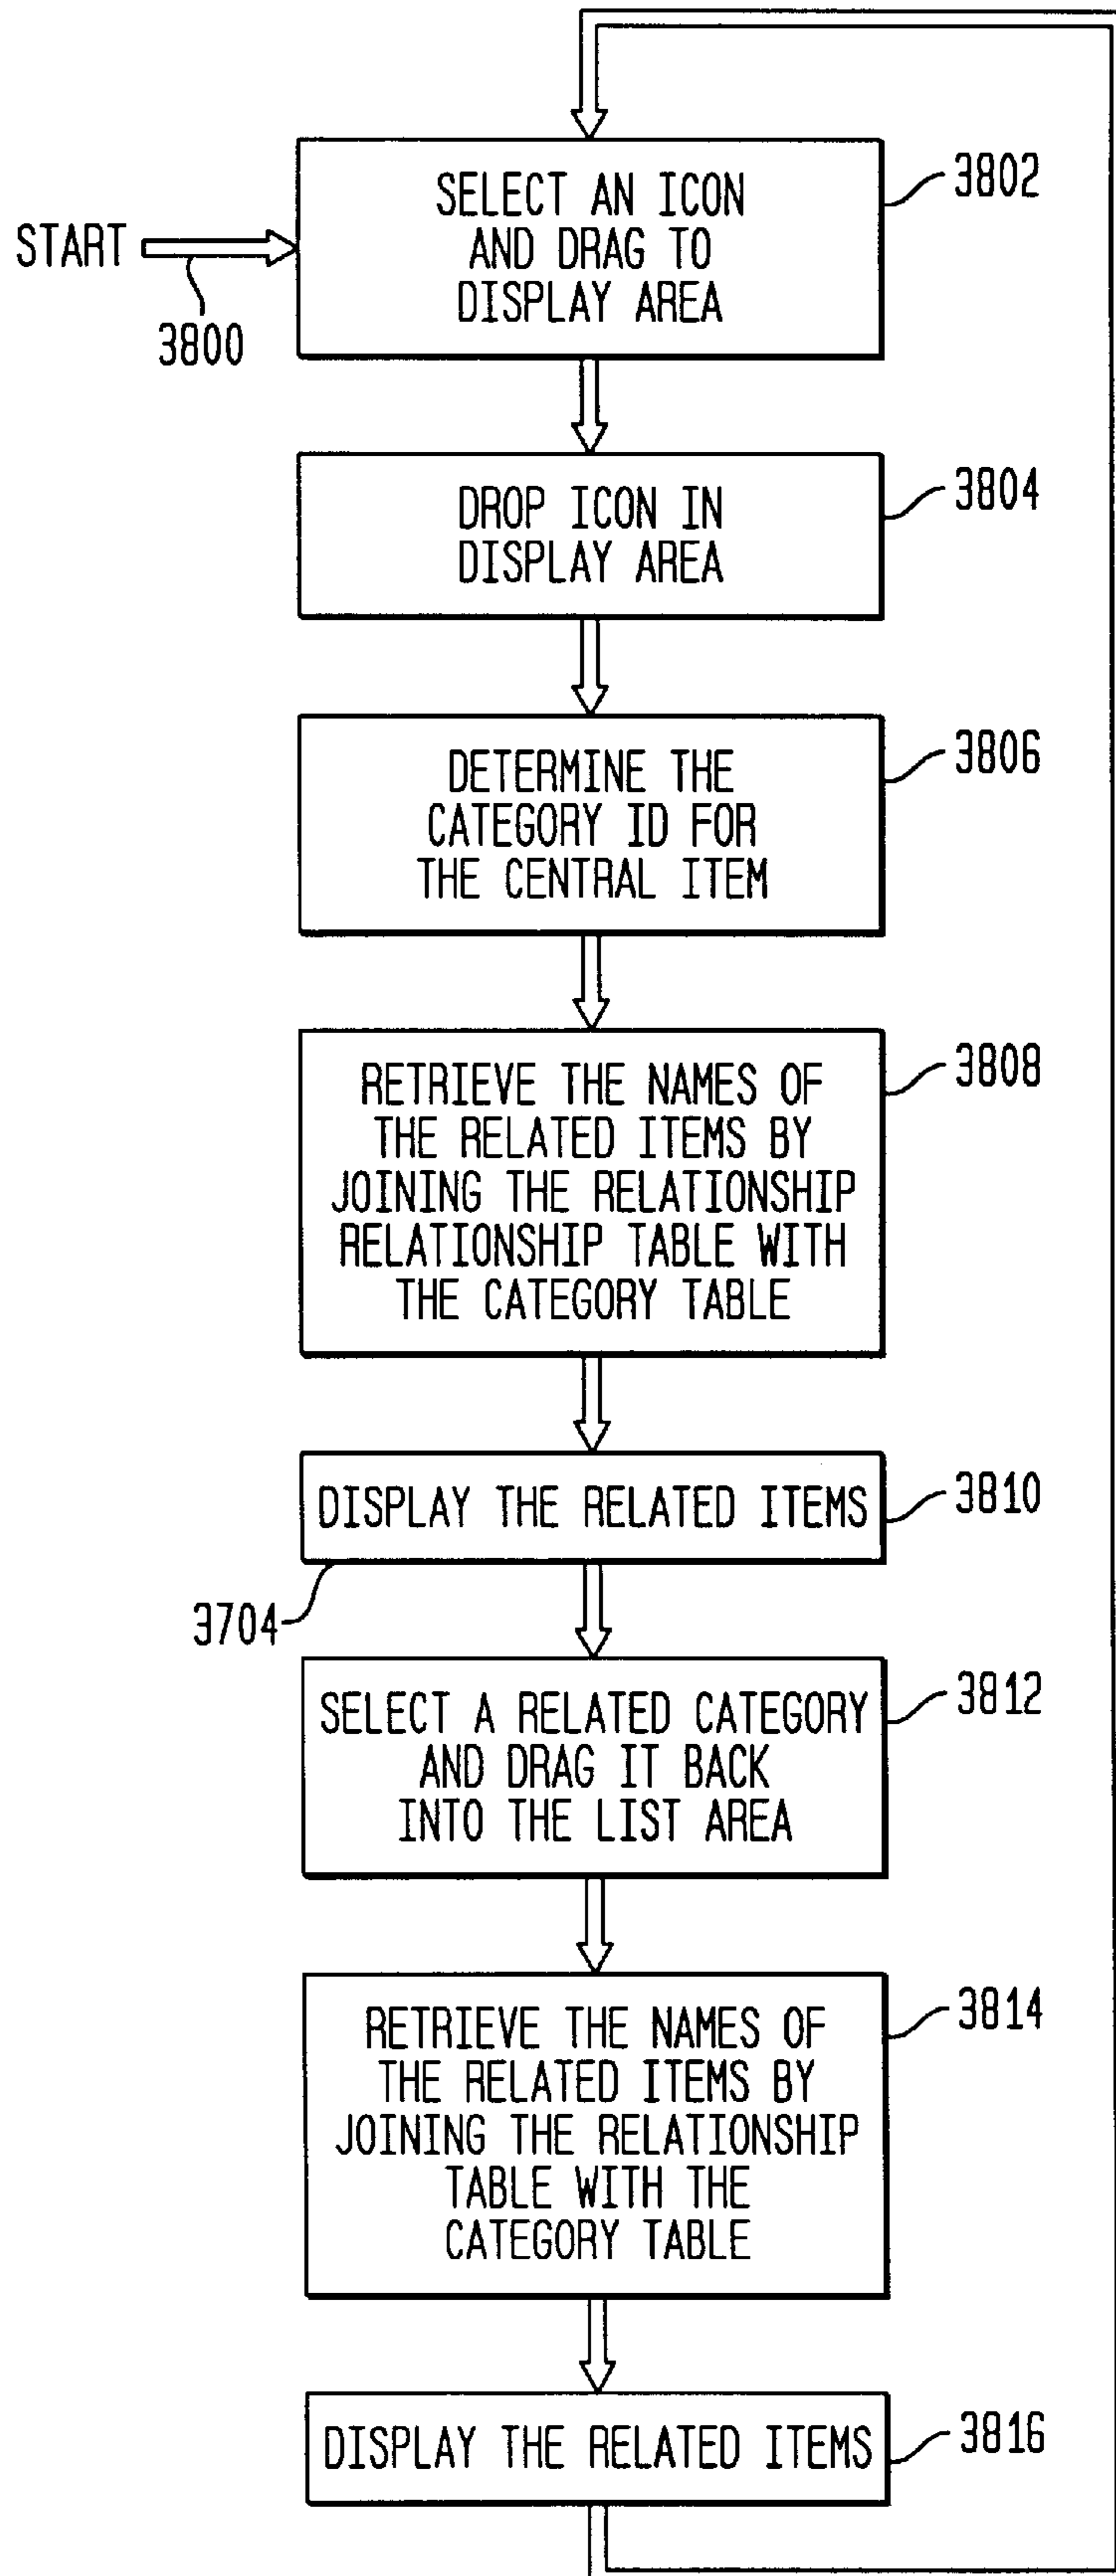 SELECT AN ICON
AND DRAG TO
DISPLAY AREA
3802
START
3800
DROP ICON IN
DISPLAY AREA
3804
DETERMINE THE
CATEGORY ID FOR
THE CENTRAL ITEM
3806
RETRIEVE THE NAMES OF
THE RELATED ITEMS BY
JOINING THE RELATIONSHIP
RELATIONSHIP TABLE WITH
THE CATEGORY TABLE
3808
DISPLAY THE RELATED ITEMS
3810
3704
SELECT A RELATED CATEGORY
AND DRAG IT BACK
INTO THE LIST AREA
3812
RETRIEVE THE NAMES OF
THE RELATED ITEMS BY
JOINING THE RELATIONSHIP
TABLE WITH THE
CATEGORY TABLE
3814
DISPLAY THE RELATED ITEMS
3816